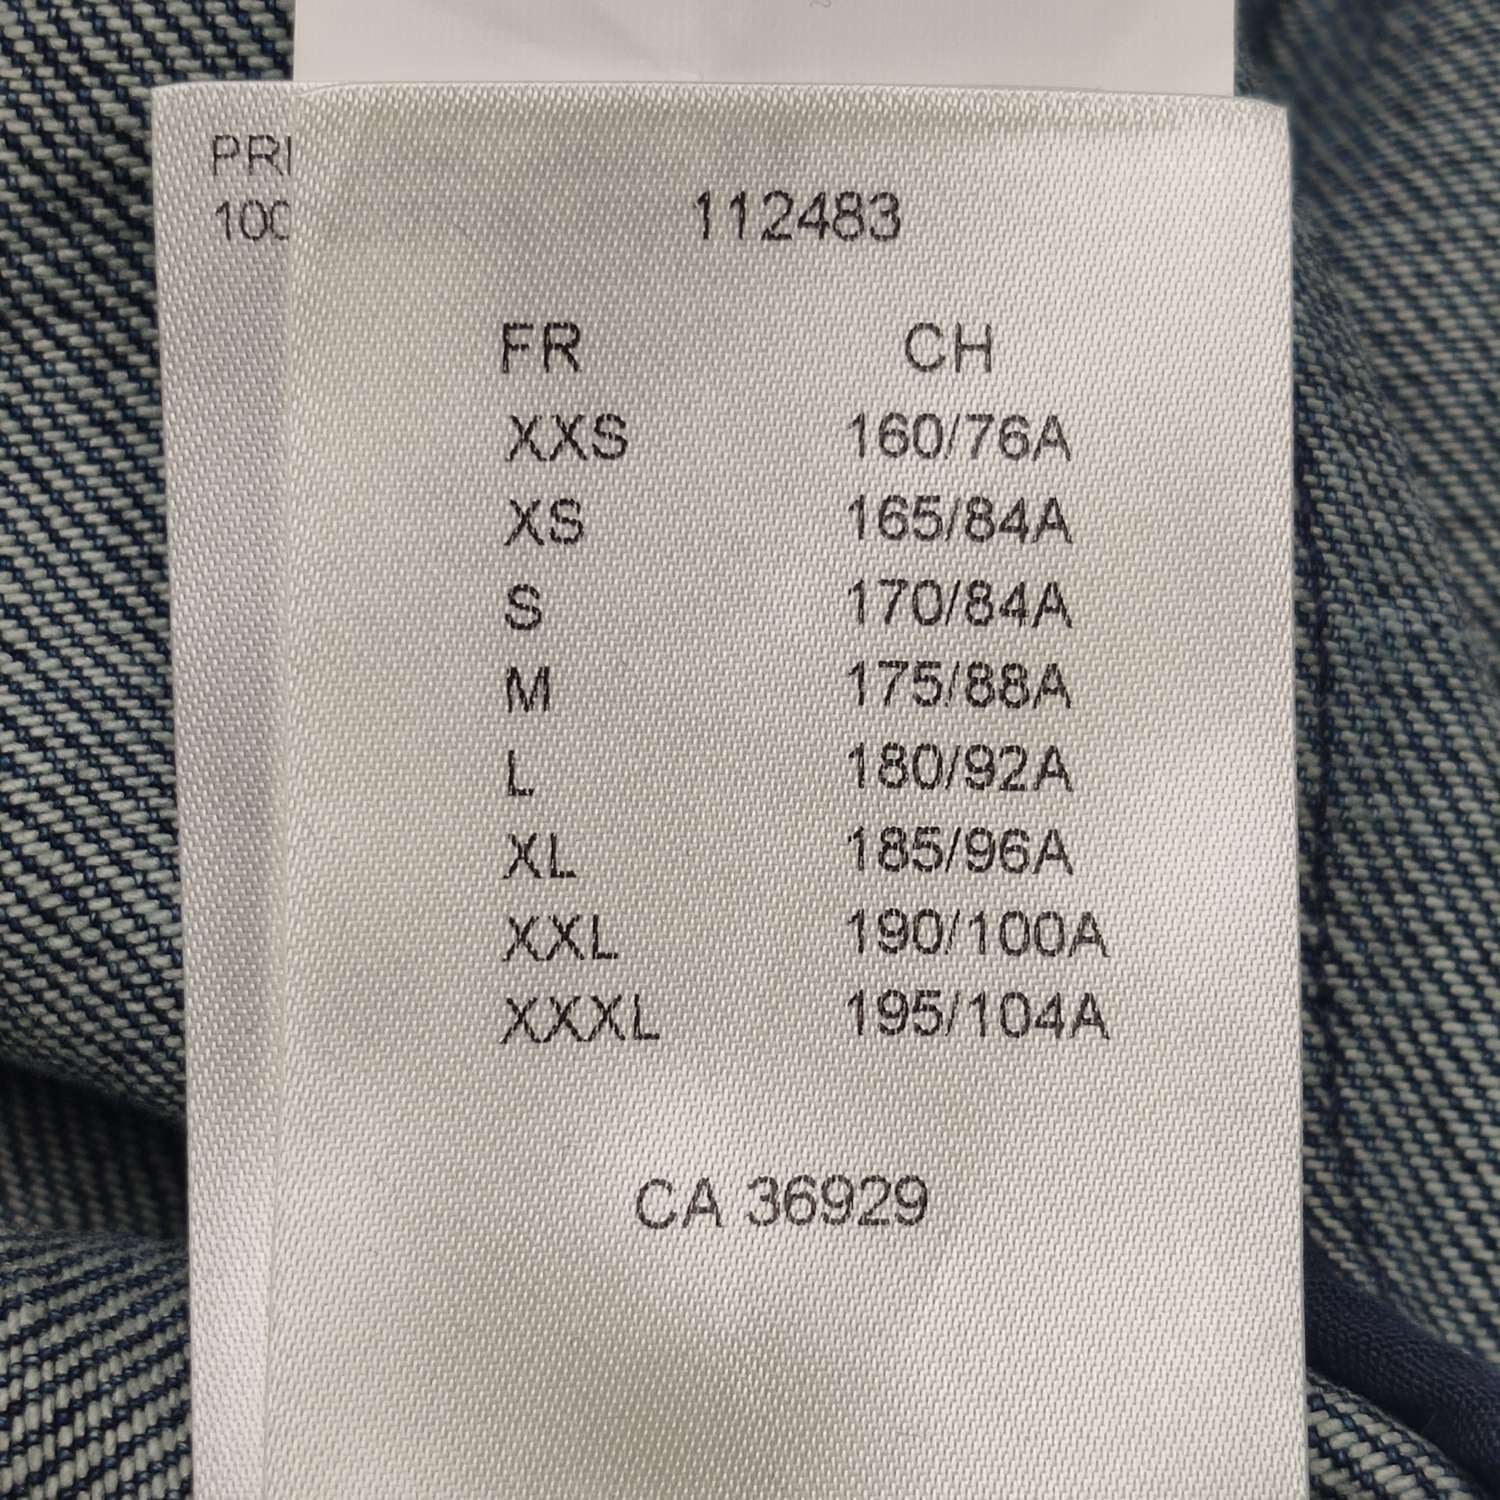 PRI
100
112483
FR CH
XXS 160/76A
XS 165/84A
S 170/84A
M 175/88A
L 180/92A
XL 185/96A
XXL 190/100A
XXXL 195/104A
CA 36929